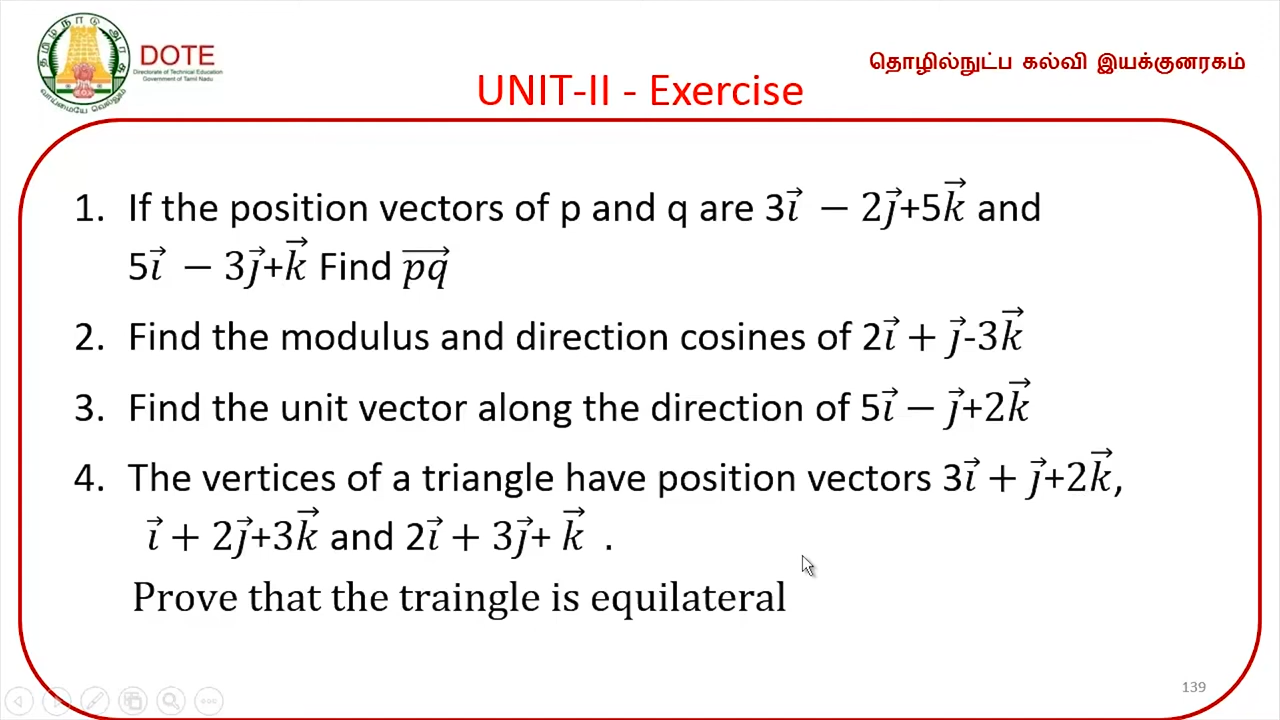 தமிழ்நாடு அரசு
வாய்மையே வெல்லும்
DOTE
Directorate of Technical Education
Government of Tamil Nadu
தொழில்நுட்ப கல்வி இயக்குனரகம்
UNIT-II - Exercise
1. If the position vectors of p and q are 3i⃗ − 2j⃗+5k⃗ and
5i⃗ − 3j⃗+k⃗ Find p͞q⃗
2. Find the modulus and direction cosines of 2i⃗ + j⃗-3k⃗
3. Find the unit vector along the direction of 5i⃗ − j⃗+2k⃗
4. The vertices of a triangle have position vectors 3i⃗ + j⃗+2k⃗,
i⃗ + 2j⃗+3k⃗ and 2i⃗ + 3j⃗+ k⃗ .
Prove that the traingle is equilateral
139